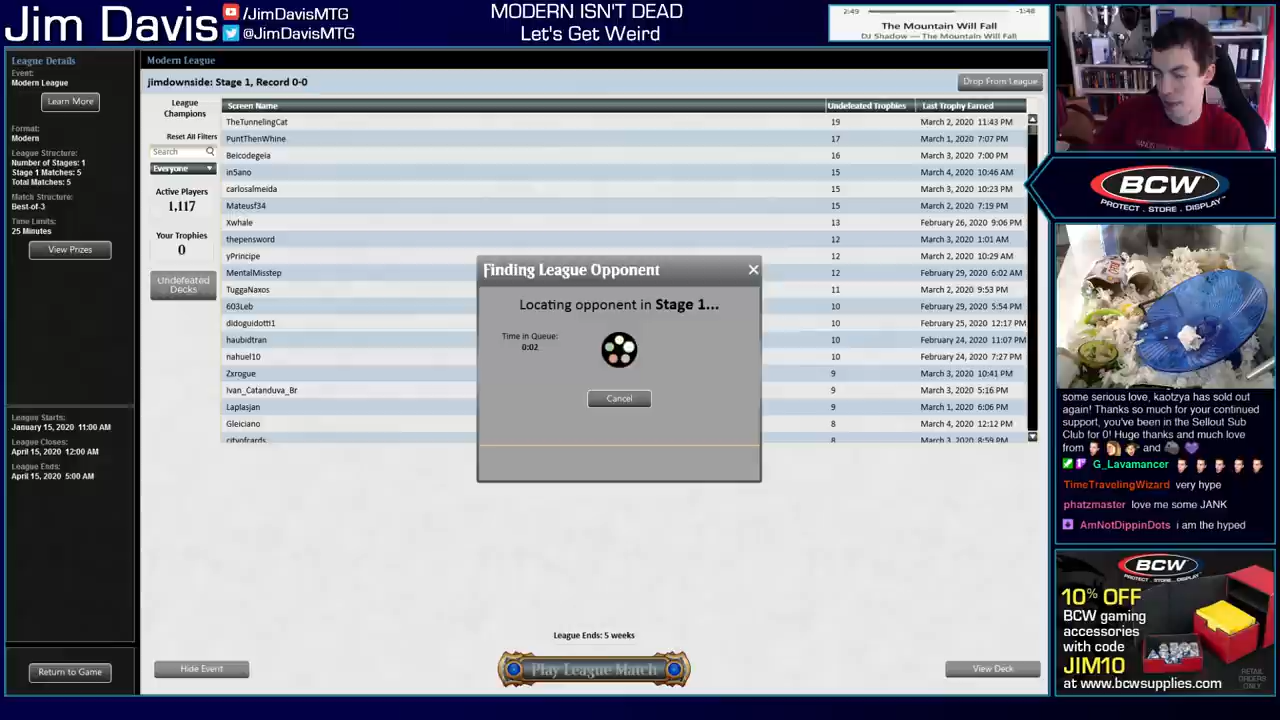 Jim Davis
/JimDavisMTG
@JimDavisMTG
MODERN ISN'T DEAD
Let's Get Weird
2:49
-1:48
The Mountain Will Fall
DJ Shadow — The Mountain Will Fall
League Details
Event:
Modern League
Learn More
Format:
Modern
League Structure:
Number of Stages: 1
Stage 1 Matches: 5
Total Matches: 5
Match Structure:
Best-of-3
Time Limits:
25 Minutes
View Prizes
League Starts:
January 15, 2020 11:00 AM
League Closes:
April 15, 2020 12:00 AM
League Ends:
April 15, 2020 5:00 AM
Return to Game
Modern League
jimdownside: Stage 1, Record 0-0
Drop From League
League
Champions
Reset All Filters
Search
Everyone
Active Players
1,117
Your Trophies
0
Undefeated
Decks
Screen Name Undefeated Trophies Last Trophy Earned
TheTunnelingCat 19 March 2, 2020 11:43 PM
PuntThenWhine 17 March 1, 2020 7:07 PM
Beicodegeia 16 March 3, 2020 7:00 PM
in5ano 15 March 4, 2020 10:46 AM
carlosalmeida 15 March 3, 2020 10:23 PM
Mateusf34 15 March 2, 2020 7:19 PM
Xwhale 13 February 26, 2020 9:06 PM
thepensword 12 March 3, 2020 1:01 AM
yPrincipe 12 March 2, 2020 10:29 AM
MentalMisstep 12 February 29, 2020 6:02 AM
TuggaNaxos 11 March 2, 2020 9:53 PM
603Leb 10 February 29, 2020 5:54 PM
didoguidotti1 10 February 25, 2020 12:17 PM
haubidtran 10 February 24, 2020 11:07 PM
nahuel10 10 February 24, 2020 7:27 PM
Zxrogue 9 March 3, 2020 10:41 PM
Ivan_Catanduva_Br 9 March 3, 2020 5:16 PM
Laplasjan 9 March 1, 2020 6:06 PM
Gleiciano 8 March 4, 2020 12:12 PM
cityofcards 8 March 3, 2020 8:59 PM
Finding League Opponent
Locating opponent in Stage 1...
Time in Queue:
0:02
Cancel
League Ends: 5 weeks
Hide Event
Play League Match
View Deck
BCW
PROTECT . STORE . DISPLAY
some serious love, kaotzya has sold out
again! Thanks so much for your continued
support, you've been in the Sellout Sub
Club for 0! Huge thanks and much love
from and
G_Lavamancer
TimeTravelingWizard very hype
phatzmaster love me some JANK
AmNotDippinDots i am the hyped
BCW
PROTECT . STORE . DISPLAY
10% OFF
BCW gaming
accessories
with code
JIM10
at www.bcwsupplies.com
RETAIL
ORDERS
ONLY